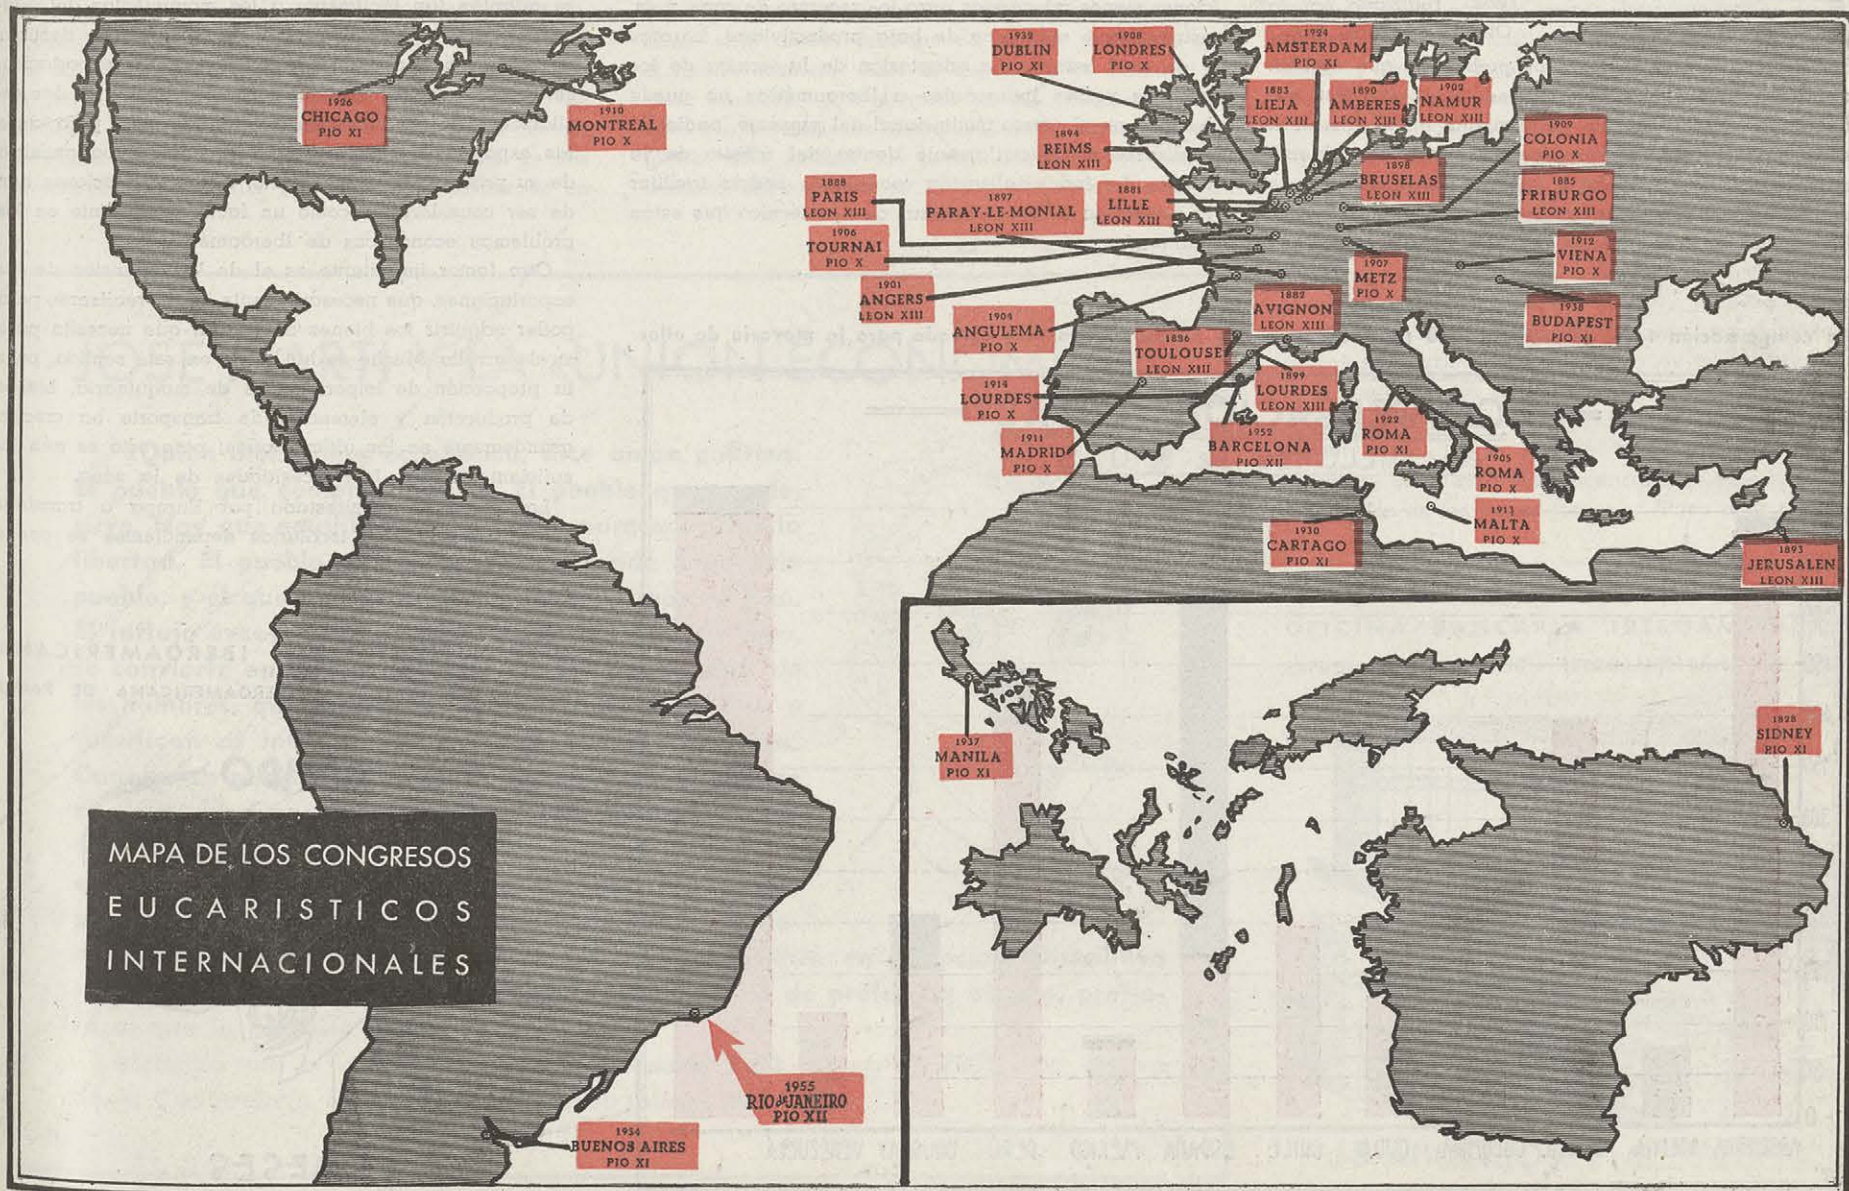 1926
CHICAGO
PIO XI
1910
MONTREAL
PIO X
1932
DUBLIN
PIO XI
1908
LONDRES
PIO X
1924
AMSTERDAM
PIO XI
1883
LIEJA
LEON XIII
1890
AMBERES
LEON XIII
1902
NAMUR
LEON XIII
1909
COLONIA
PIO X
1894
REIMS
LEON XIII
1898
BRUSELAS
LEON XIII
1885
FRIBURGO
LEON XIII
1888
PARIS
LEON XIII
1897
PARAY-LE-MONIAL
LEON XIII
1881
LILLE
LEON XIII
1906
TOURNAI
PIO X
1907
METZ
PIO X
1912
VIENA
PIO X
1901
ANGERS
LEON XIII
1904
ANGULEMA
PIO X
1882
AVIGNON
LEON XIII
1938
BUDAPEST
PIO XI
1886
TOULOUSE
LEON XIII
1914
LOURDES
PIO X
1899
LOURDES
LEON XIII
1911
MADRID
PIO X
1952
BARCELONA
PIO XII
1922
ROMA
PIO XI
1905
ROMA
PIO X
1913
MALTA
PIO X
1930
CARTAGO
PIO XI
1893
JERUSALEN
LEON XIII
1937
MANILA
PIO XI
1828
SIDNEY
PIO XI
MAPA DE LOS CONGRESOS
EUCARISTICOS
INTERNACIONALES
1955
RIO de JANEIRO
PIO XII
1934
BUENOS AIRES
PIO XI